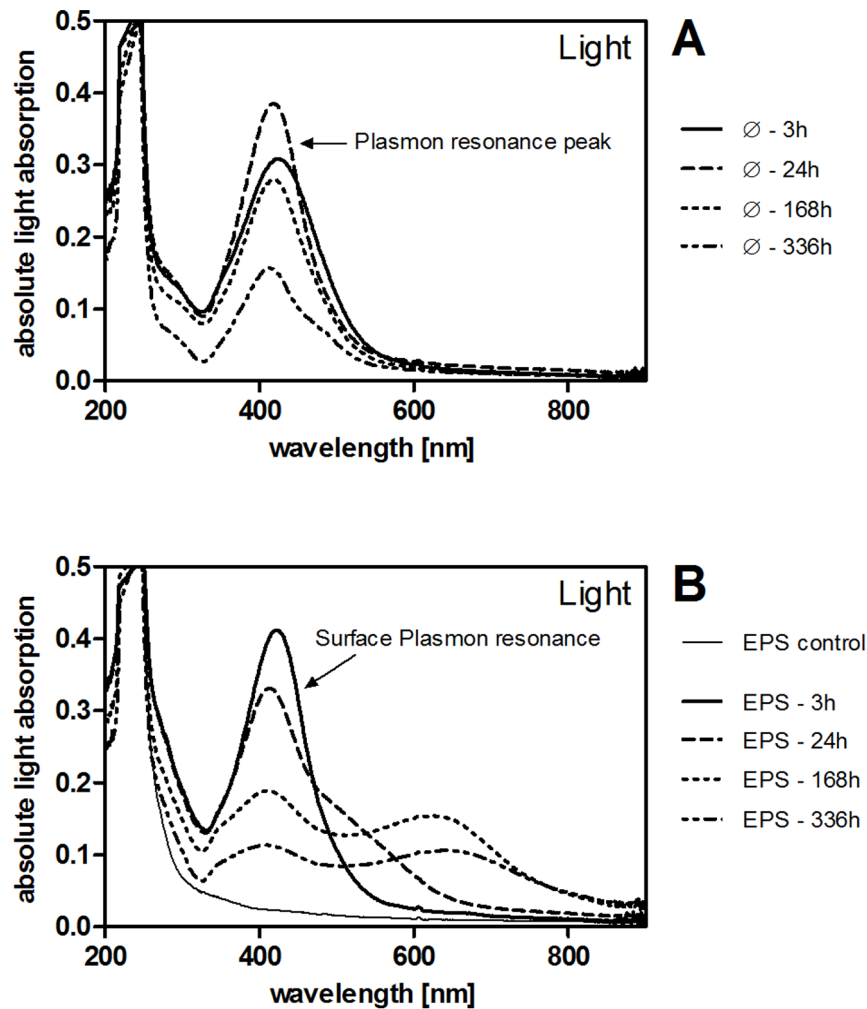 Light
A
absolute light absorption
0.5
0.4
0.3
0.2
0.1
0.0
Plasmon resonance peak
∅ - 3h
∅ - 24h
∅ - 168h
∅ - 336h
200
400
600
800
wavelength [nm]
Light
B
absolute light absorption
0.5
0.4
0.3
0.2
0.1
0.0
Surface Plasmon resonance
EPS control
EPS - 3h
EPS - 24h
EPS - 168h
EPS - 336h
200
400
600
800
wavelength [nm]